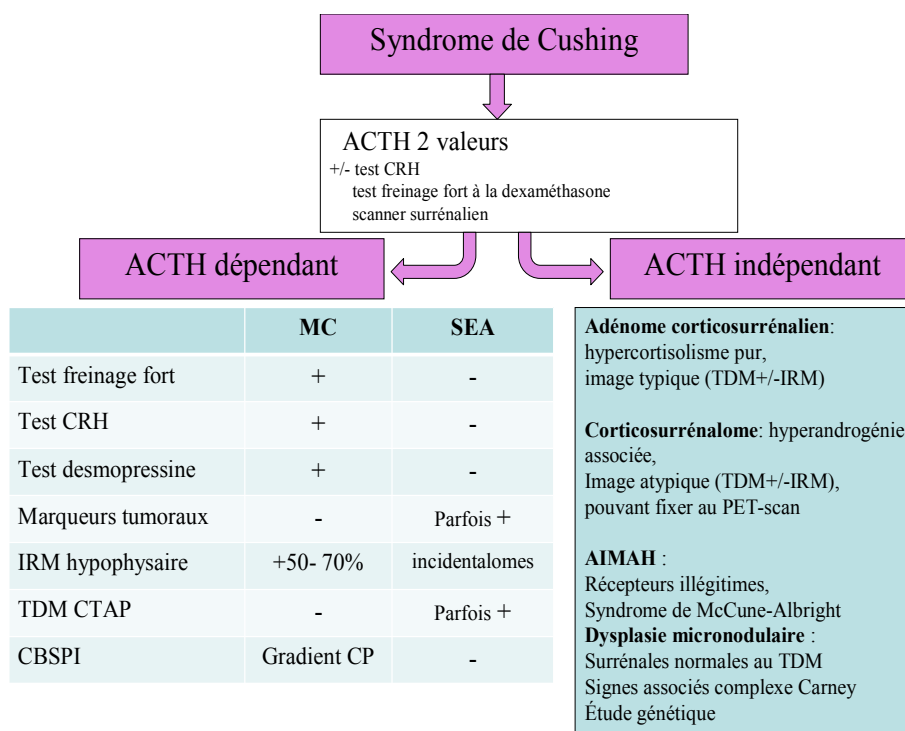 Syndrome de Cushing
ACTH 2 valeurs
+/- test CRH
test freinage fort à la dexaméthasone
scanner surrénalien
ACTH dépendant
ACTH indépendant
MC SEA
Test freinage fort + -
Test CRH + -
Test desmopressine + -
Marqueurs tumoraux - Parfois +
IRM hypophysaire +50- 70% incidentalomes
TDM CTAP - Parfois +
CBSPI Gradient CP -
Adénome corticosurrénalien:
hypercortisolisme pur,
image typique (TDM+/-IRM)
Corticosurrénalome: hyperandrogénie
associée,
Image atypique (TDM+/-IRM),
pouvant fixer au PET-scan
AIMAH :
Récepteurs illégitimes,
Syndrome de McCune-Albright
Dysplasie micronodulaire :
Surrénales normales au TDM
Signes associés complexe Carney
Étude génétique